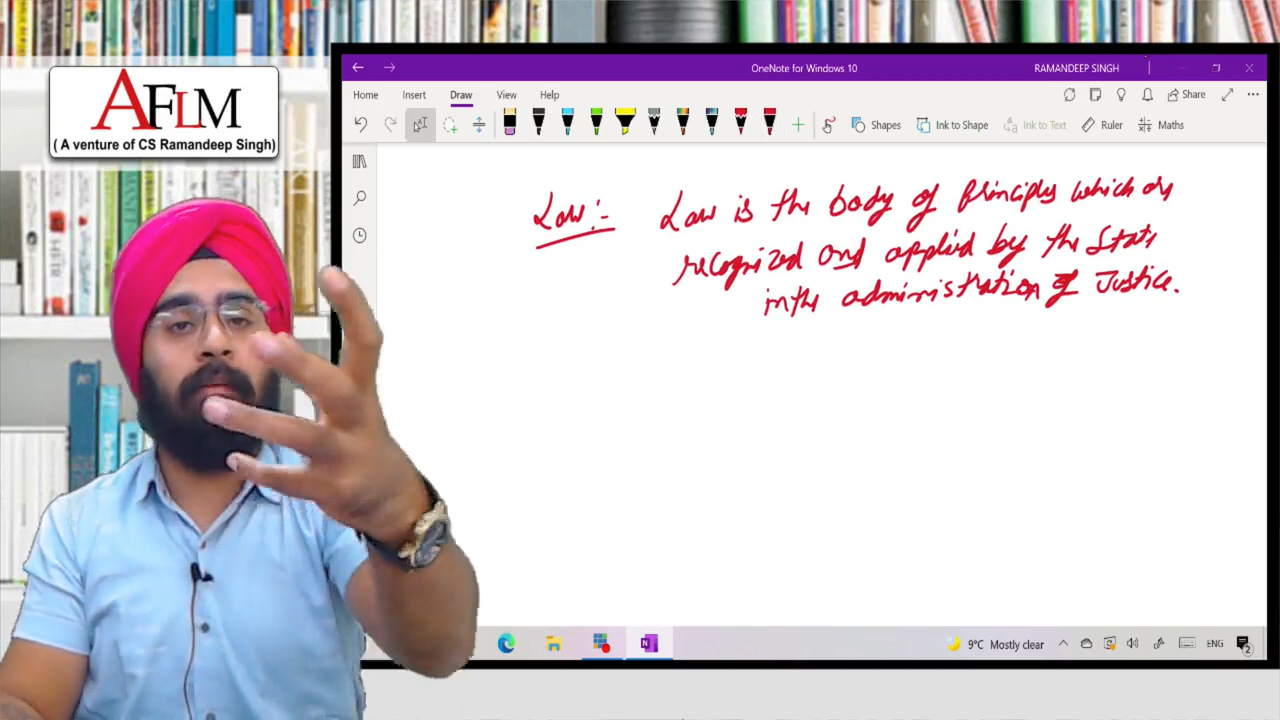 AFLM
( A venture of CS Ramandeep Singh)
OneNote for Windows 10
RAMANDEEP SINGH
Home Insert Draw View Help
Share
Shapes Ink to Shape Ink to Text Ruler Maths
Law:- Law is the body of Principles which are
recognized and applied by the State
in the administration of Justice.
9°C Mostly clear ENG 2